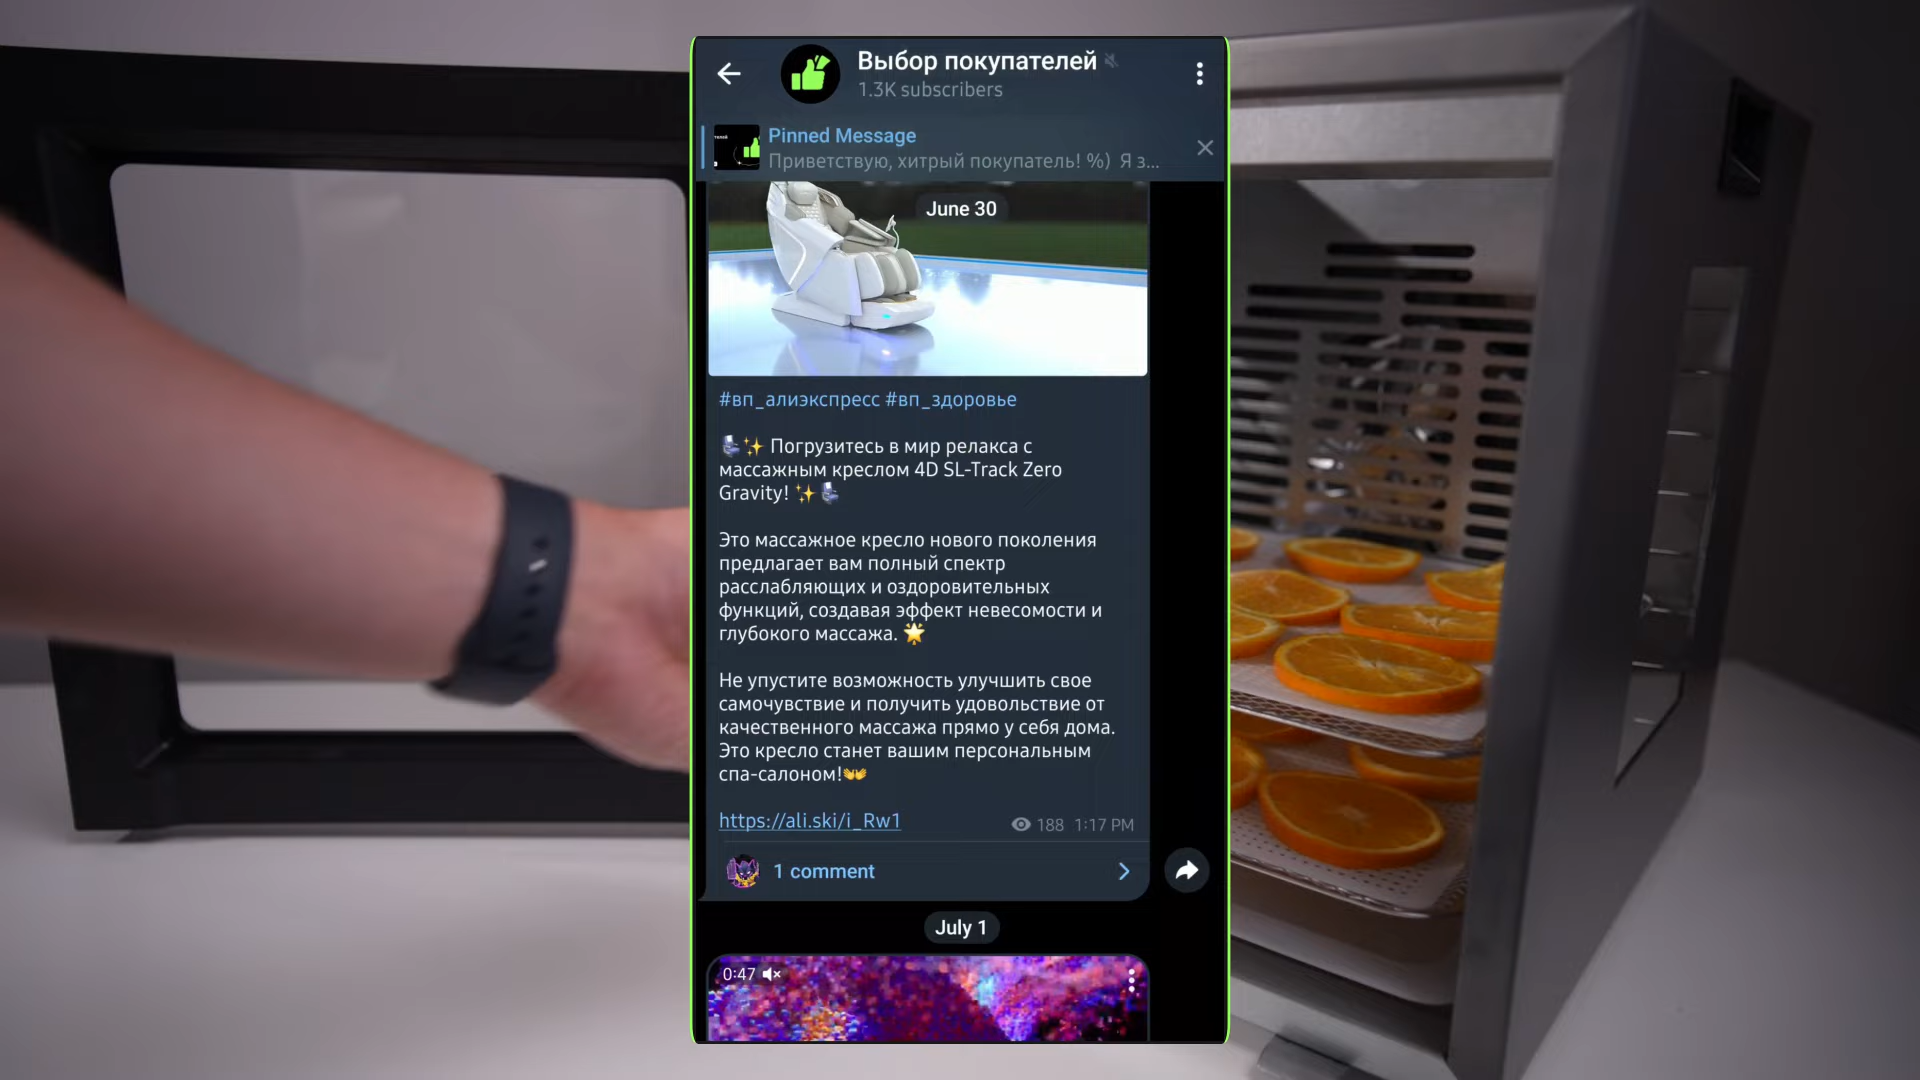 Выбор покупателей
1.3K subscribers
Pinned Message
Приветствую, хитрый покупатель! %) Я з...
June 30
#вп_алиэкспресс #вп_здоровье
Погрузитесь в мир релакса с
массажным креслом 4D SL-Track Zero
Gravity!
Это массажное кресло нового поколения
предлагает вам полный спектр
расслабляющих и оздоровительных
функций, создавая эффект невесомости и
глубокого массажа.
Не упустите возможность улучшить свое
самочувствие и получить удовольствие от
качественного массажа прямо у себя дома.
Это кресло станет вашим персональным
спа-салоном!
https://ali.ski/i_Rw1
188 1:17 PM
1 comment
July 1
0:47